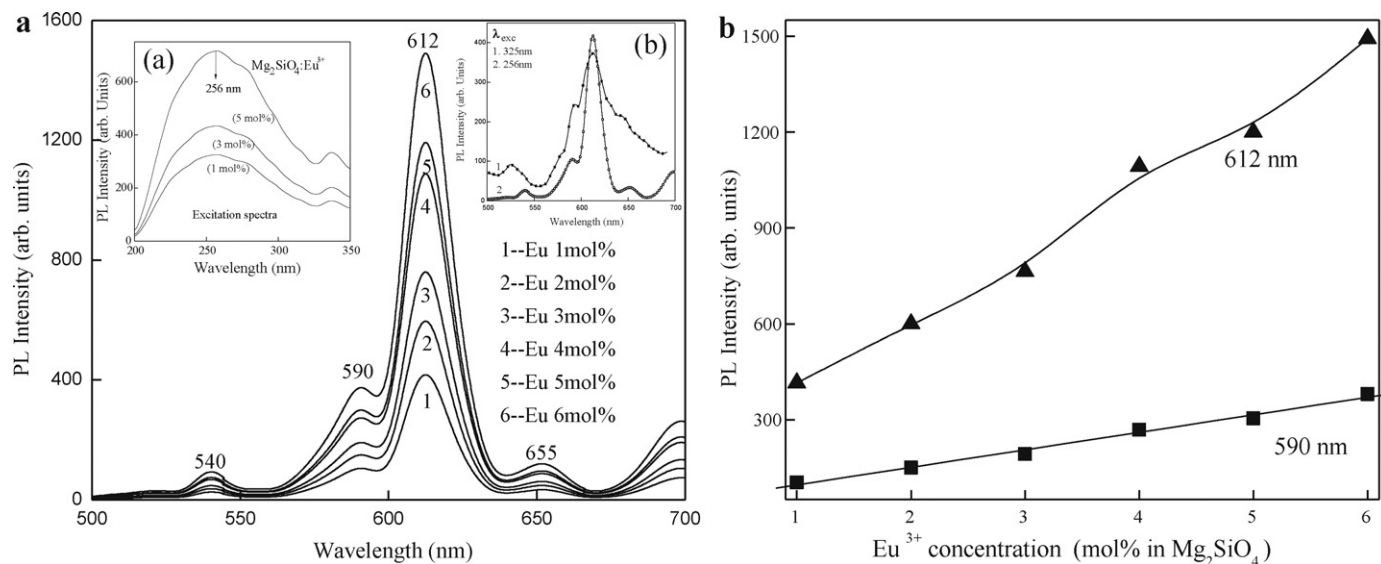 a
1600
1200
800
400
0
PL Intensity (arb. units)
500
550
600
650
700
Wavelength (nm)
540
590
612
655
6
5
4
3
2
1
1--Eu 1mol%
2--Eu 2mol%
3--Eu 3mol%
4--Eu 4mol%
5--Eu 5mol%
6--Eu 6mol%
(a)
Mg₂SiO₄:Eu³⁺
256 nm
(5 mol%)
(3 mol%)
(1 mol%)
Excitation spectra
PL Intensity (arb. Units)
600
400
200
0
200
250
300
350
Wavelength (nm)
(b)
λexc
1. 325nm
2. 256nm
PL Intensity (arb. Units)
400
300
200
100
0
1
2
500
550
600
650
700
Wavelength (nm)
b
1500
1200
900
600
300
PL Intensity (arb. units)
612 nm
590 nm
1
2
3
4
5
6
Eu ³⁺ concentration (mol% in Mg₂SiO₄)